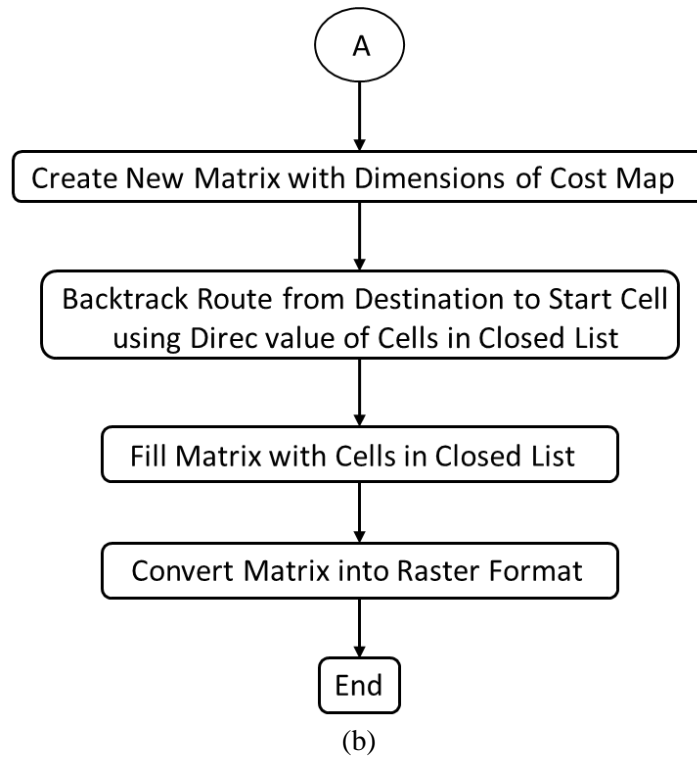 A
Create New Matrix with Dimensions of Cost Map
Backtrack Route from Destination to Start Cell
using Direc value of Cells in Closed List
Fill Matrix with Cells in Closed List
Convert Matrix into Raster Format
End
(b)